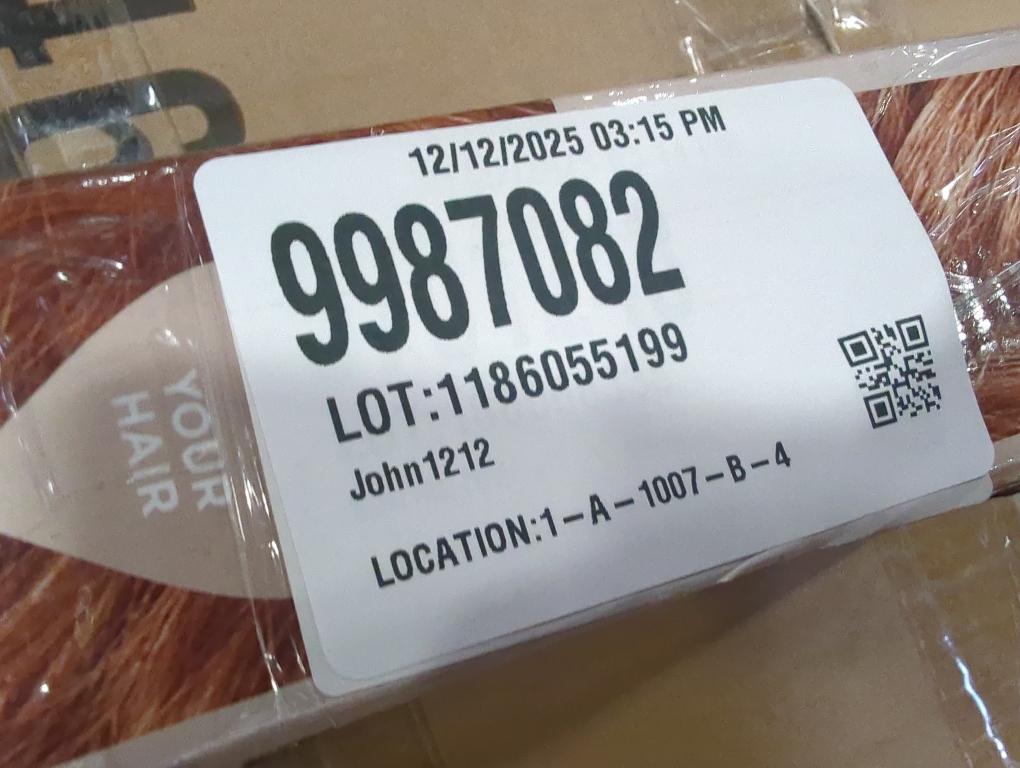 12/12/2025 03:15 PM
9987082
LOT:1186055199
John1212
LOCATION:1-A-1007-B-4
YOUR
HAIR